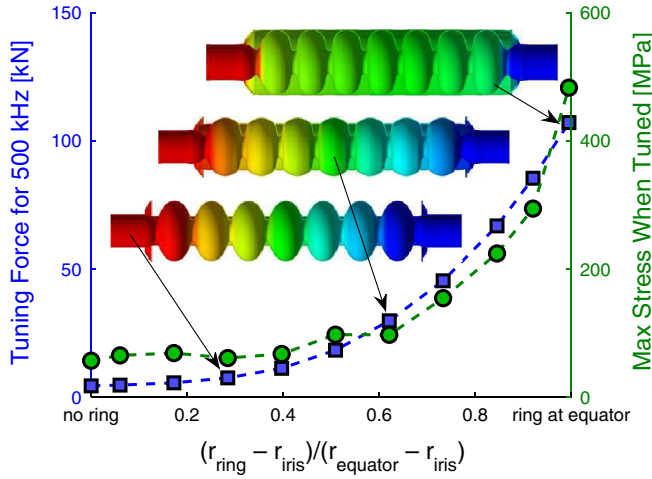 150
100
50
0
Tuning Force for 500 kHz [kN]
600
400
200
0
Max Stress When Tuned [MPa]
no ring
0.2
0.4
0.6
0.8
ring at equator
(r_ring − r_iris)/(r_equator − r_iris)